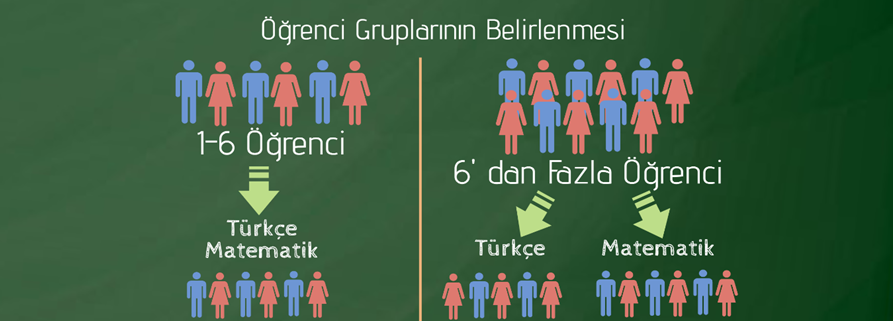 Öğrenci Gruplarının Belirlenmesi
1-6 Öğrenci
Türkçe
Matematik
6' dan Fazla Öğrenci
Türkçe
Matematik